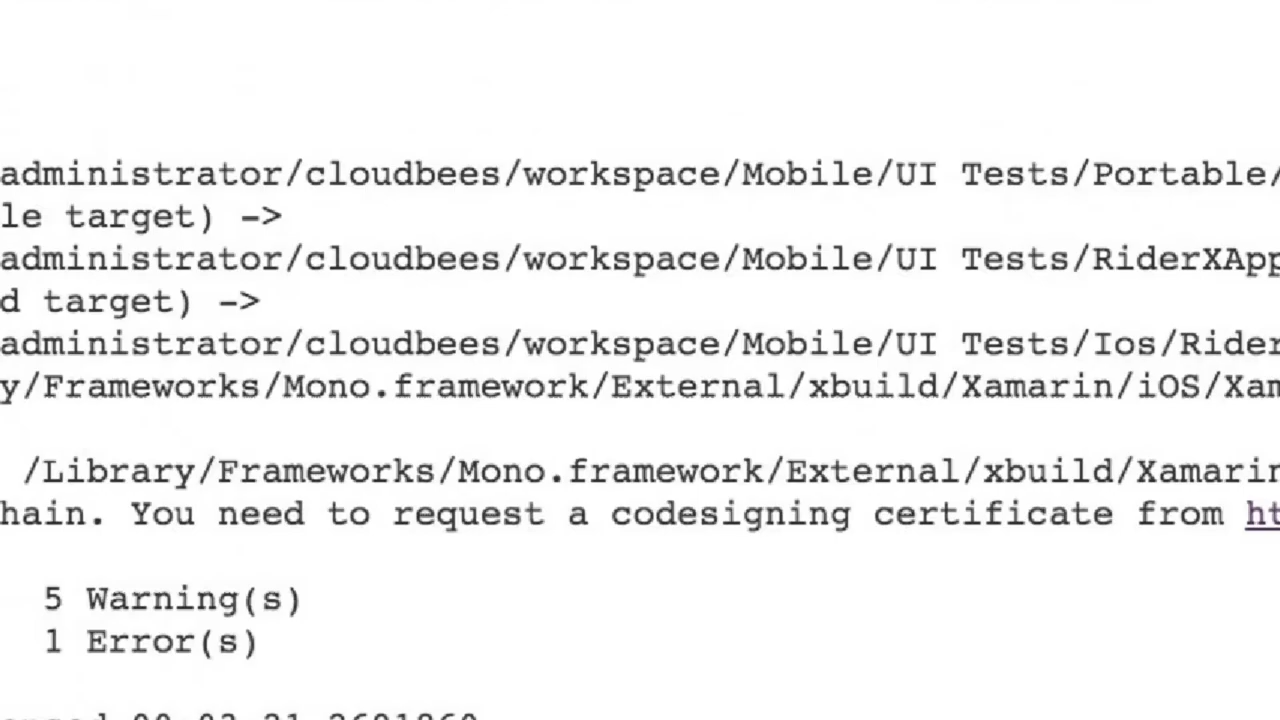 administrator/cloudbees/workspace/Mobile/UI Tests/Portable/
le target) ->
administrator/cloudbees/workspace/Mobile/UI Tests/RiderXApp
d target) ->
administrator/cloudbees/workspace/Mobile/UI Tests/Ios/Rider
y/Frameworks/Mono.framework/External/xbuild/Xamarin/iOS/Xam
/Library/Frameworks/Mono.framework/External/xbuild/Xamarin
hain. You need to request a codesigning certificate from ht
5 Warning(s)
1 Error(s)